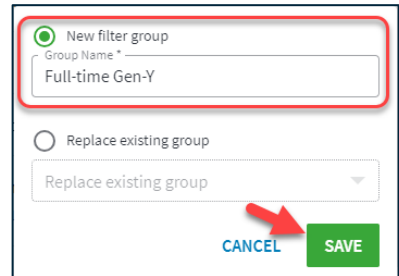 New filter group
Group Name *
Full-time Gen-Y
Replace existing group
Replace existing group
CANCEL SAVE